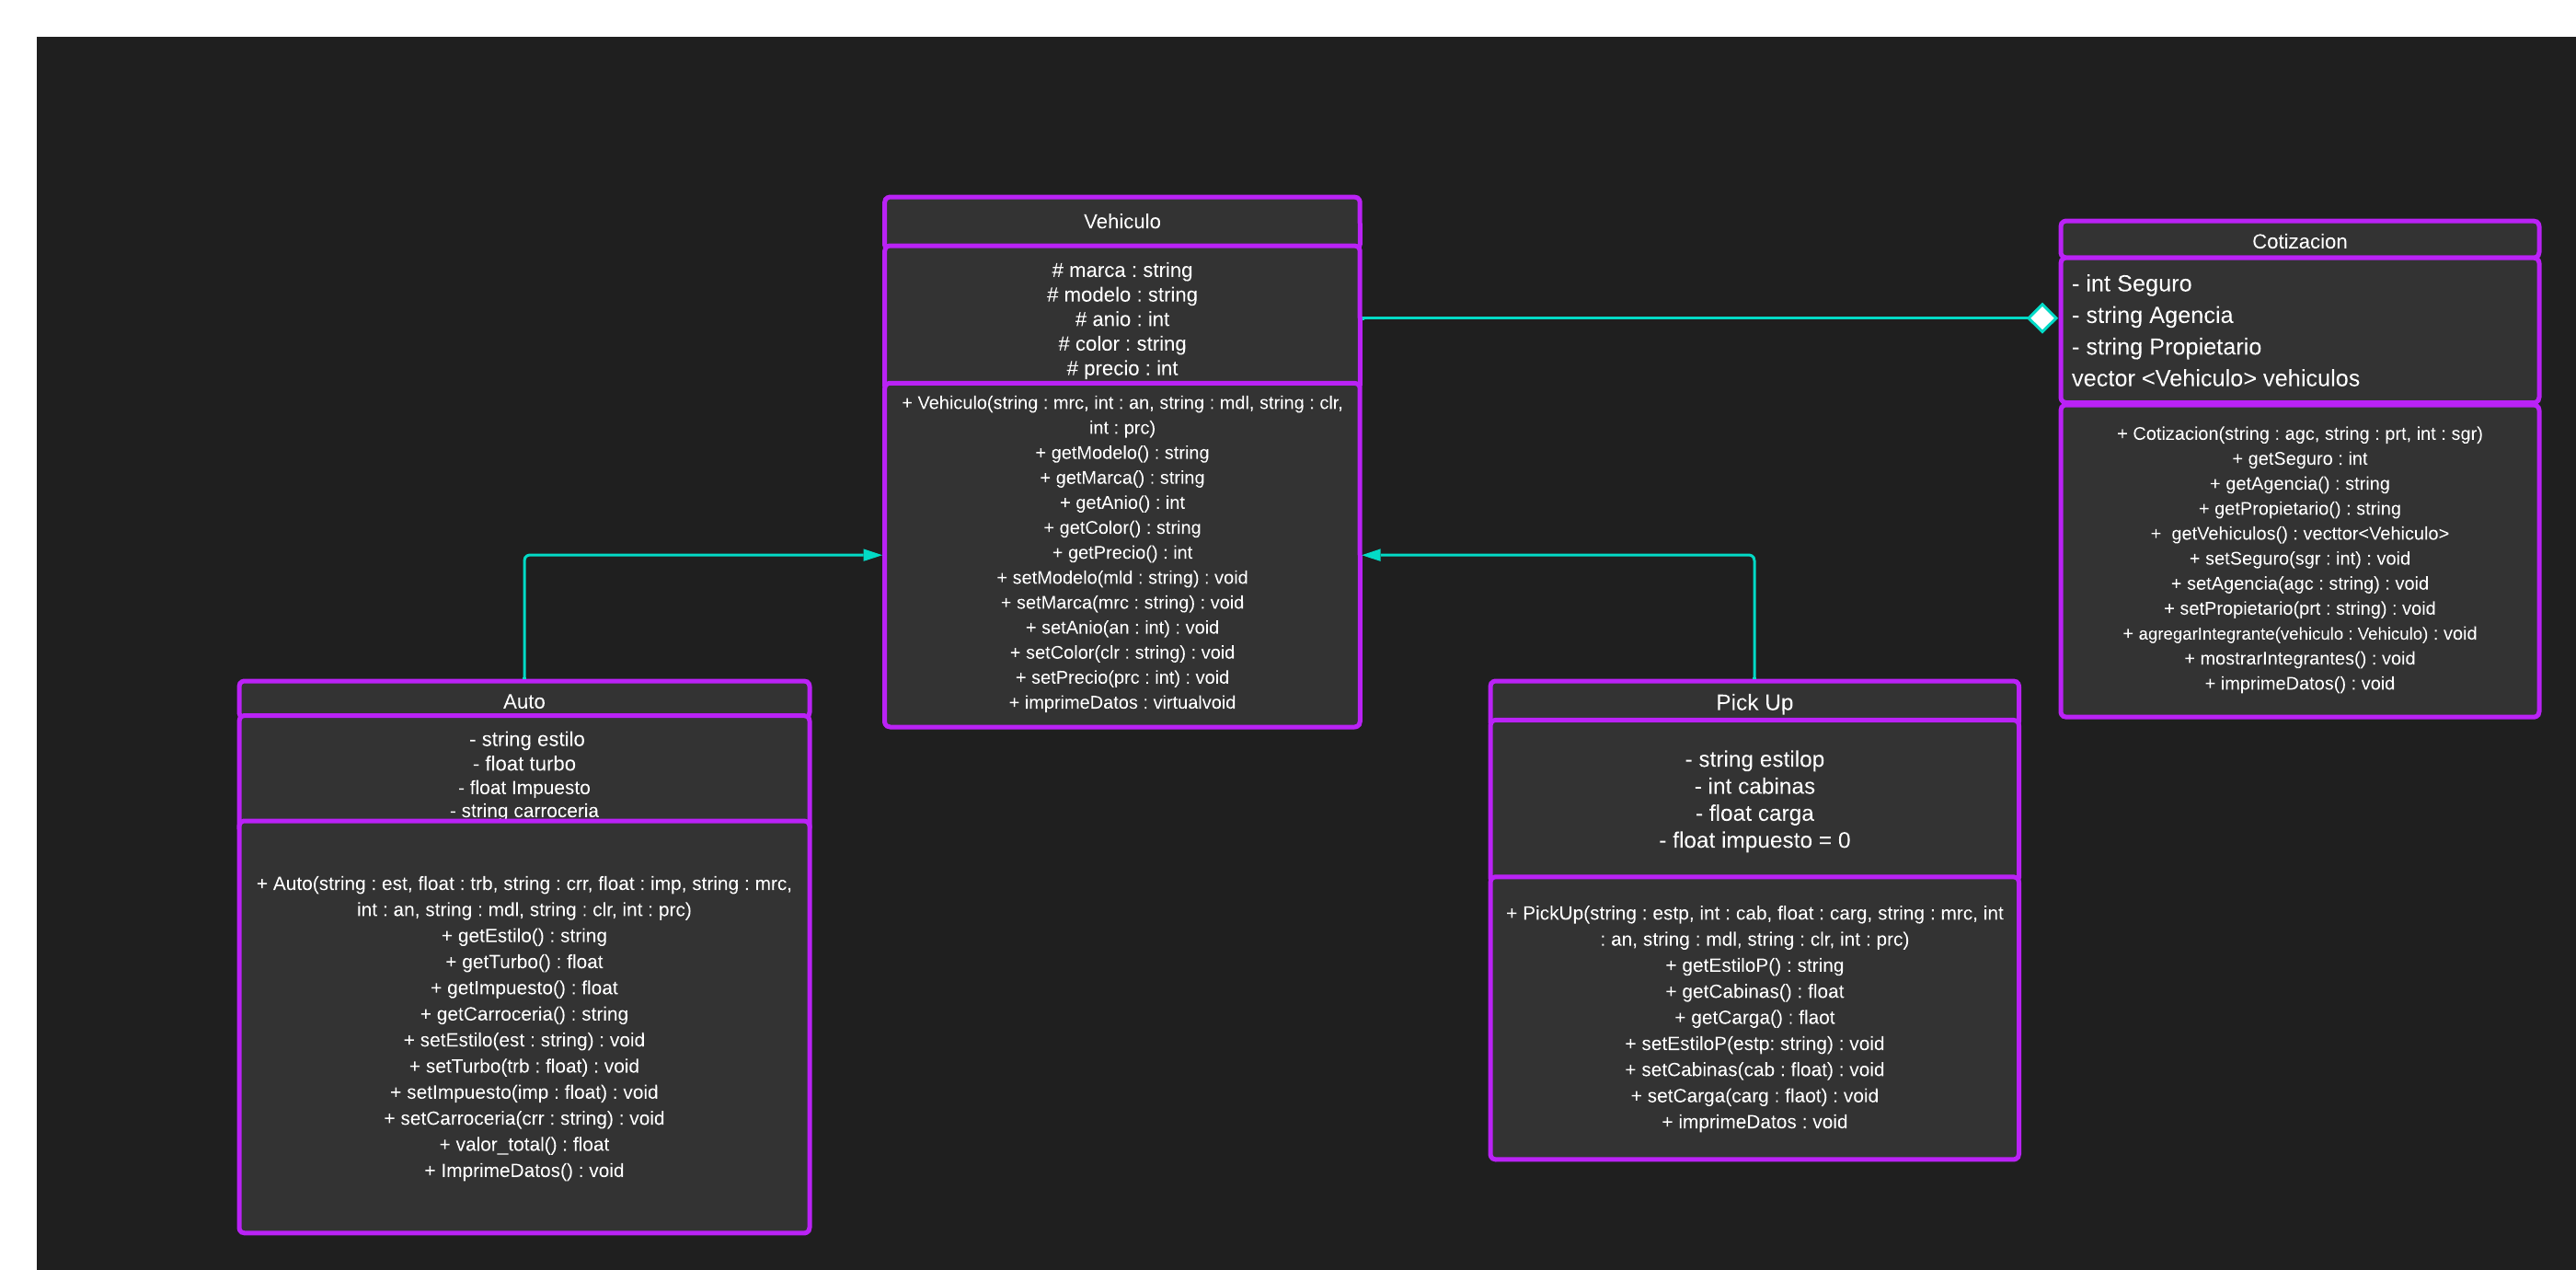 Vehiculo
# marca : string
# modelo : string
# anio : int
# color : string
# precio : int
+ Vehiculo(string : mrc, int : an, string : mdl, string : clr,
int : prc)
+ getModelo() : string
+ getMarca() : string
+ getAnio() : int
+ getColor() : string
+ getPrecio() : int
+ setModelo(mld : string) : void
+ setMarca(mrc : string) : void
+ setAnio(an : int) : void
+ setColor(clr : string) : void
+ setPrecio(prc : int) : void
+ imprimeDatos : virtualvoid
Cotizacion
- int Seguro
- string Agencia
- string Propietario
vector <Vehiculo> vehiculos
+ Cotizacion(string : agc, string : prt, int : sgr)
+ getSeguro : int
+ getAgencia() : string
+ getPropietario() : string
+  getVehiculos() : vecttor<Vehiculo>
+ setSeguro(sgr : int) : void
+ setAgencia(agc : string) : void
+ setPropietario(prt : string) : void
+ agregarIntegrante(vehiculo : Vehiculo) : void
+ mostrarIntegrantes() : void
+ imprimeDatos() : void
Auto
- string estilo
- float turbo
- float Impuesto
- string carroceria
+ Auto(string : est, float : trb, string : crr, float : imp, string : mrc,
int : an, string : mdl, string : clr, int : prc)
+ getEstilo() : string
+ getTurbo() : float
+ getImpuesto() : float
+ getCarroceria() : string
+ setEstilo(est : string) : void
+ setTurbo(trb : float) : void
+ setImpuesto(imp : float) : void
+ setCarroceria(crr : string) : void
+ valor_total() : float
+ ImprimeDatos() : void
Pick Up
- string estilop
- int cabinas
- float carga
- float impuesto = 0
+ PickUp(string : estp, int : cab, float : carg, string : mrc, int
: an, string : mdl, string : clr, int : prc)
+ getEstiloP() : string
+ getCabinas() : float
+ getCarga() : flaot
+ setEstiloP(estp: string) : void
+ setCabinas(cab : float) : void
+ setCarga(carg : flaot) : void
+ imprimeDatos : void